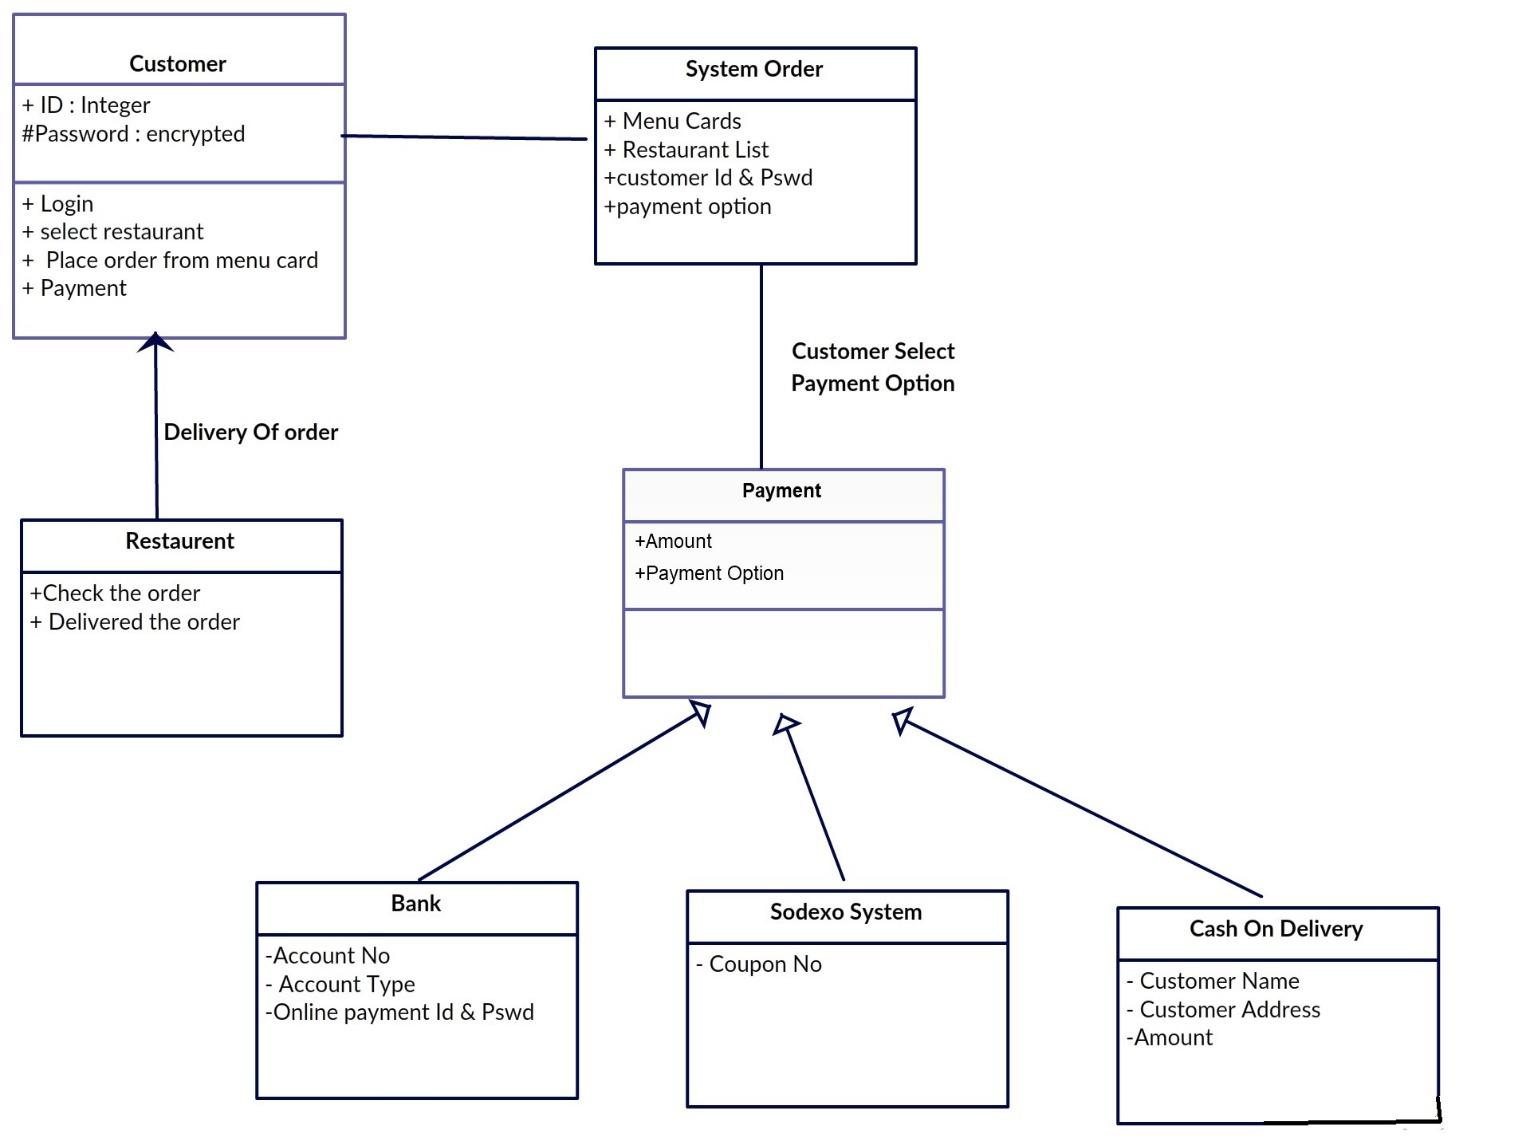 Customer
+ ID : Integer
#Password : encrypted
+ Login
+ select restaurant
+  Place order from menu card
+ Payment
System Order
+ Menu Cards
+ Restaurant List
+customer Id & Pswd
+payment option
Customer Select
Payment Option
Delivery Of order
Restaurent
+Check the order
+ Delivered the order
Payment
+Amount
+Payment Option
Bank
-Account No
- Account Type
-Online payment Id & Pswd
Sodexo System
- Coupon No
Cash On Delivery
- Customer Name
- Customer Address
-Amount